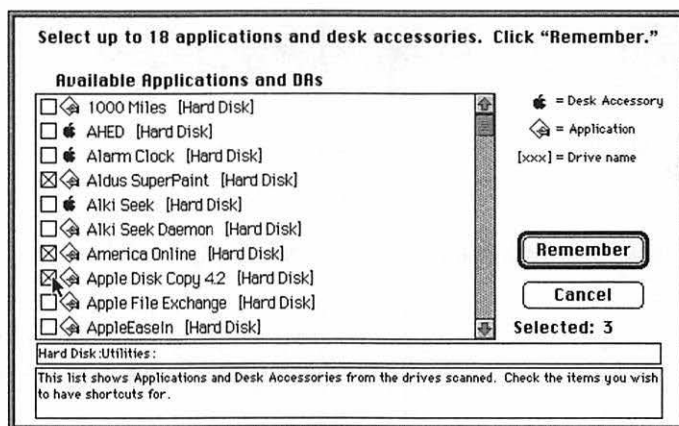 Select up to 18 applications and desk accessories. Click “Remember.”
Available Applications and DAs
1000 Miles [Hard Disk]
AHED [Hard Disk]
Alarm Clock [Hard Disk]
Aldus SuperPaint [Hard Disk]
Alki Seek [Hard Disk]
Alki Seek Daemon [Hard Disk]
America Online [Hard Disk]
Apple Disk Copy 4.2 [Hard Disk]
Apple File Exchange [Hard Disk]
AppleEaseIn [Hard Disk]
= Desk Accessory
= Application
[xxx] = Drive name
Remember
Cancel
Selected: 3
Hard Disk:Utilities:
This list shows Applications and Desk Accessories from the drives scanned. Check the items you wish
to have shortcuts for.